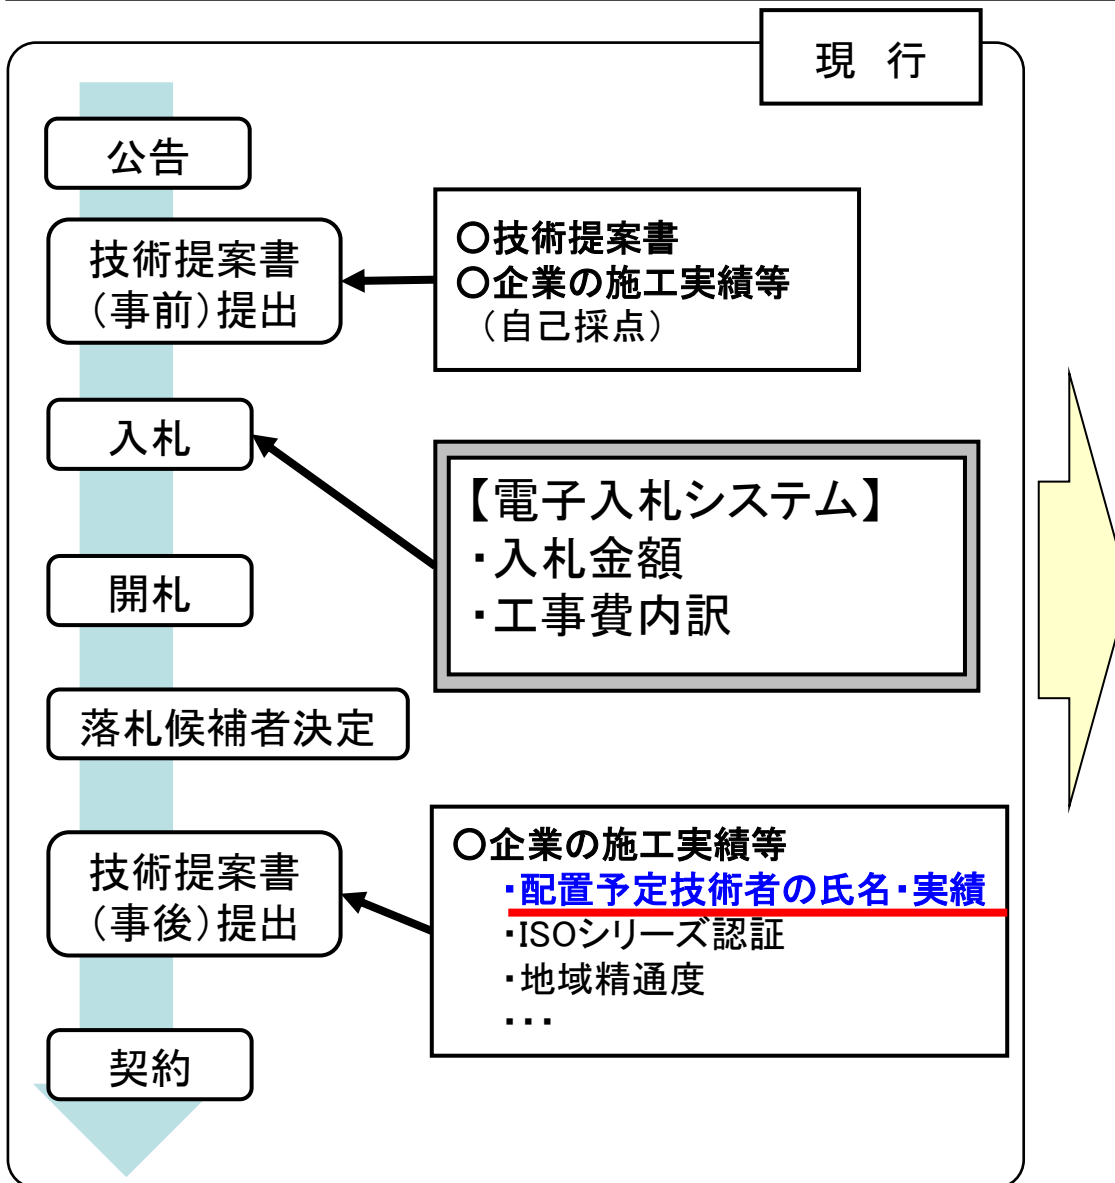 現 行
公告
技術提案書
(事前)提出
○技術提案書
○企業の施工実績等
(自己採点)
入札
【電子入札システム】
・入札金額
・工事費内訳
開札
落札候補者決定
技術提案書
(事後)提出
○企業の施工実績等
・配置予定技術者の氏名・実績
・ISOシリーズ認証
・地域精通度
・・・
契約